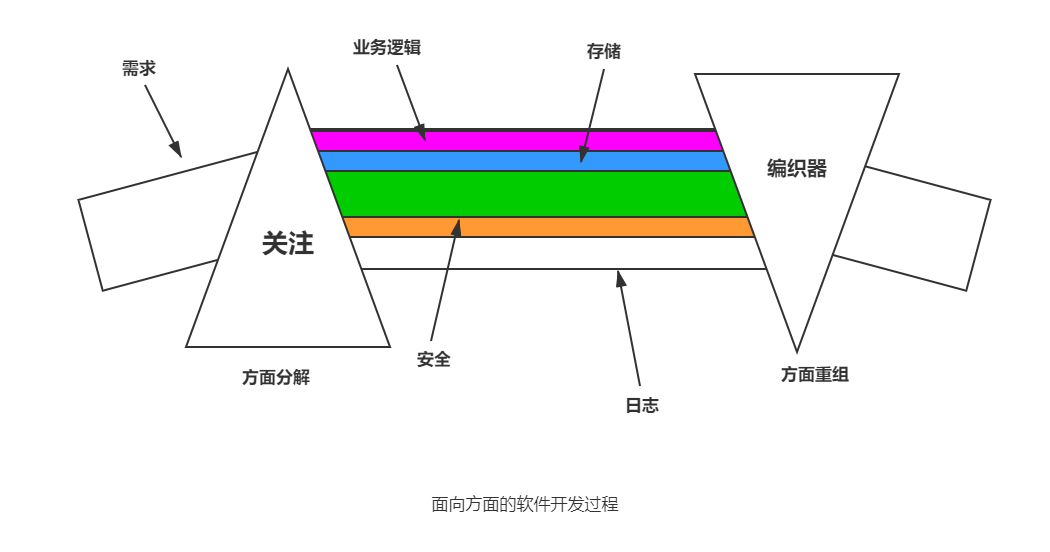 业务逻辑
存储
需求
编织器
关注
安全
方面分解
方面重组
日志
面向方面的软件开发过程